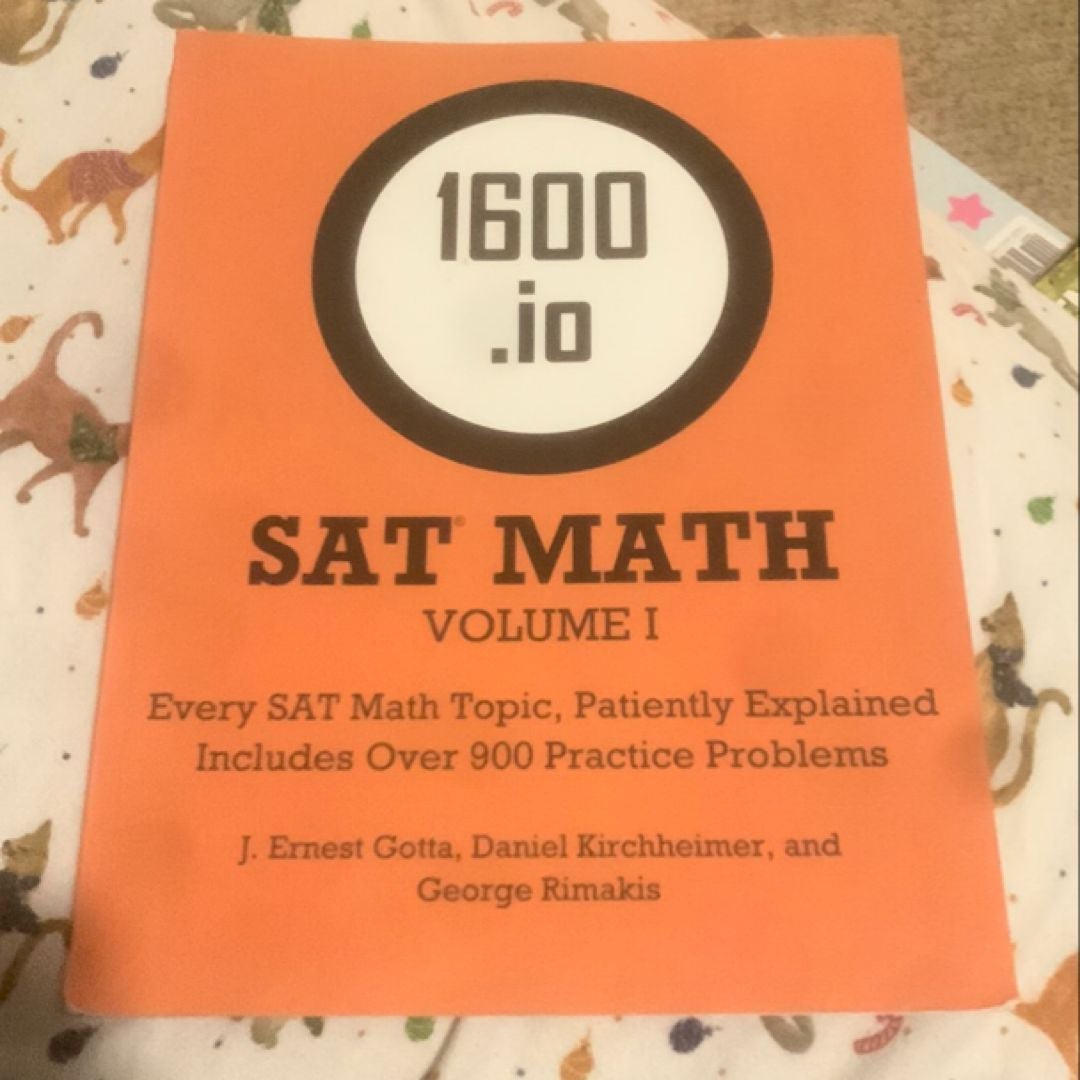 1600
.io
SAT® MATH
VOLUME I
Every SAT Math Topic, Patiently Explained
Includes Over 900 Practice Problems
J. Ernest Gotta, Daniel Kirchheimer, and
George Rimakis